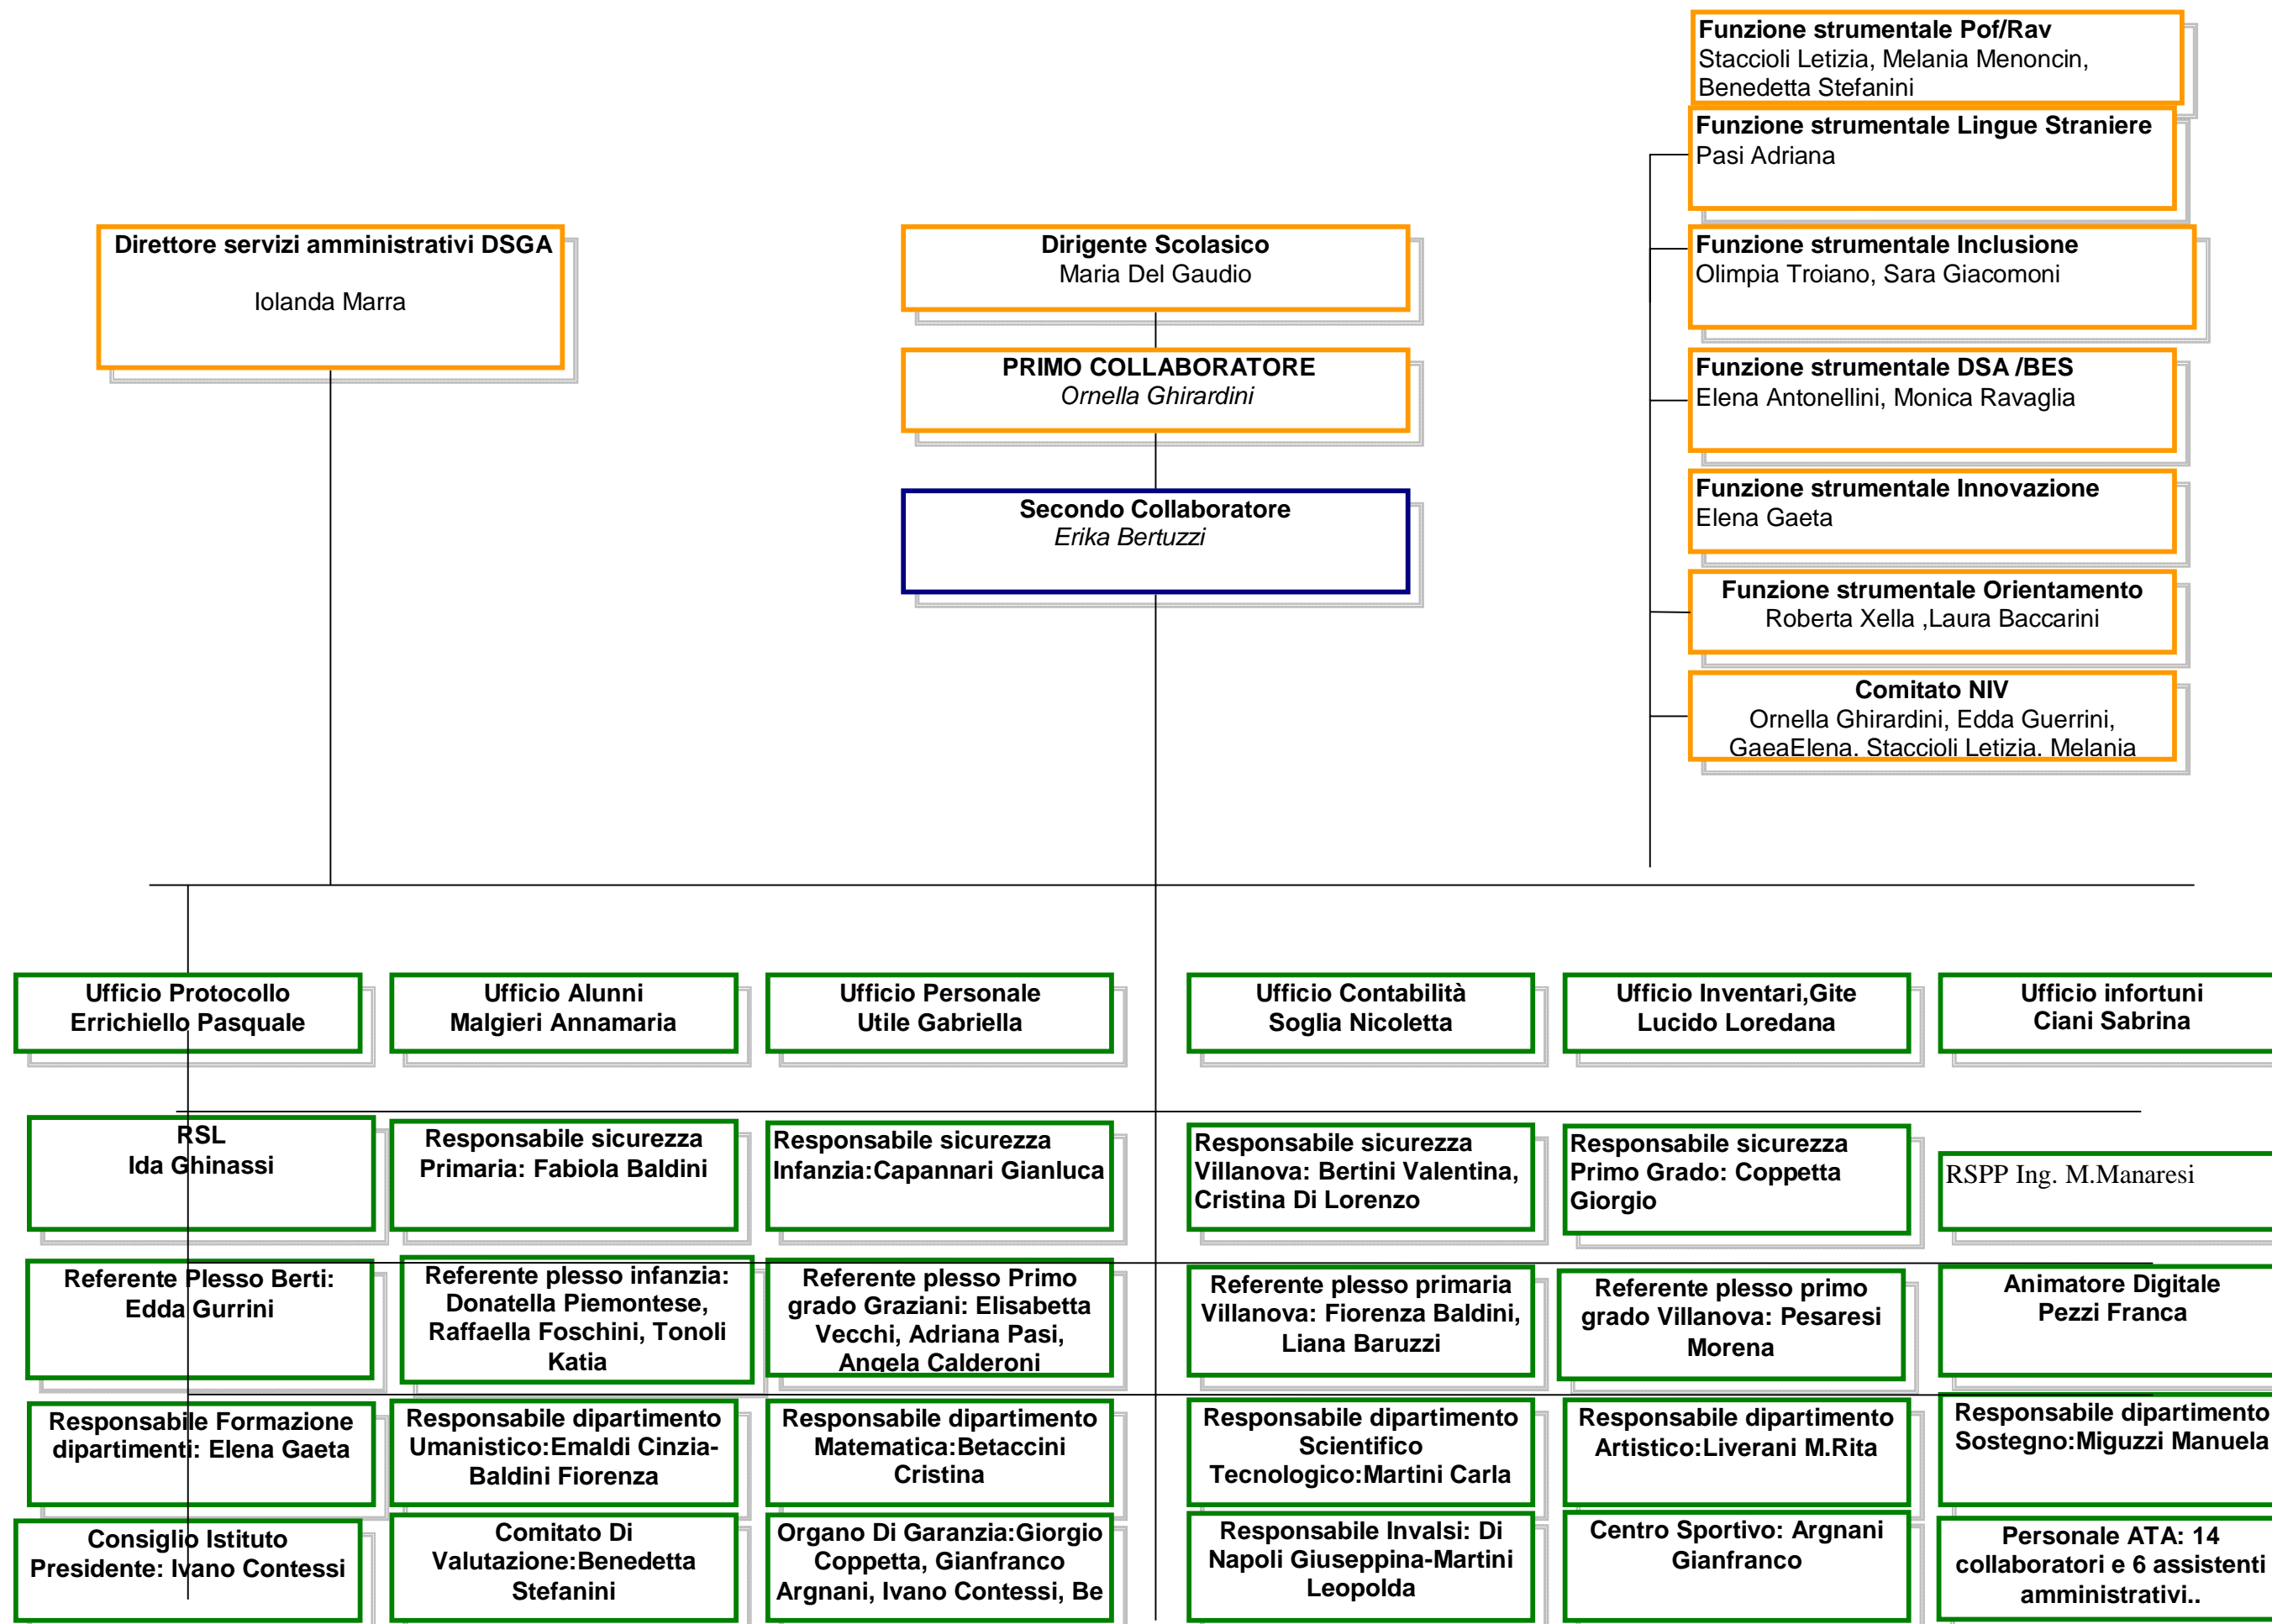 Funzione strumentale Pof/Rav
Staccioli Letizia, Melania Menoncin,
Benedetta Stefanini
Funzione strumentale Lingue Straniere
Pasi Adriana
Direttore servizi amministrativi DSGA
Iolanda Marra
Dirigente Scolasico
Maria Del Gaudio
Funzione strumentale Inclusione
Olimpia Troiano, Sara Giacomoni
PRIMO COLLABORATORE
Ornella Ghirardini
Funzione strumentale DSA /BES
Elena Antonellini, Monica Ravaglia
Secondo Collaboratore
Erika Bertuzzi
Funzione strumentale Innovazione
Elena Gaeta
Funzione strumentale Orientamento
Roberta Xella ,Laura Baccarini
Comitato NIV
Ornella Ghirardini, Edda Guerrini,
GaeaElena. Staccioli Letizia. Melania
Ufficio Protocollo
Errichiello Pasquale
Ufficio Alunni
Malgieri Annamaria
Ufficio Personale
Utile Gabriella
Ufficio Contabilità
Soglia Nicoletta
Ufficio Inventari,Gite
Lucido Loredana
Ufficio infortuni
Ciani Sabrina
RSL
Ida Ghinassi
Responsabile sicurezza
Primaria: Fabiola Baldini
Responsabile sicurezza
Infanzia:Capannari Gianluca
Responsabile sicurezza
Villanova: Bertini Valentina,
Cristina Di Lorenzo
Responsabile sicurezza
Primo Grado: Coppetta
Giorgio
RSPP Ing. M.Manaresi
Referente Plesso Berti:
Edda Gurrini
Referente plesso infanzia:
Donatella Piemontese,
Raffaella Foschini, Tonoli
Katia
Referente plesso Primo
grado Graziani: Elisabetta
Vecchi, Adriana Pasi,
Angela Calderoni
Referente plesso primaria
Villanova: Fiorenza Baldini,
Liana Baruzzi
Referente plesso primo
grado Villanova: Pesaresi
Morena
Animatore Digitale
Pezzi Franca
Responsabile Formazione
dipartimenti: Elena Gaeta
Responsabile dipartimento
Umanistico:Emaldi Cinzia-
Baldini Fiorenza
Responsabile dipartimento
Matematica:Betaccini
Cristina
Responsabile dipartimento
Scientifico
Tecnologico:Martini Carla
Responsabile dipartimento
Artistico:Liverani M.Rita
Responsabile dipartimento
Sostegno:Miguzzi Manuela
Consiglio Istituto
Presidente: Ivano Contessi
Comitato Di
Valutazione:Benedetta
Stefanini
Organo Di Garanzia:Giorgio
Coppetta, Gianfranco
Argnani, Ivano Contessi, Be
Responsabile Invalsi: Di
Napoli Giuseppina-Martini
Leopolda
Centro Sportivo: Argnani
Gianfranco
Personale ATA: 14
collaboratori e 6 assistenti
amministrativi..